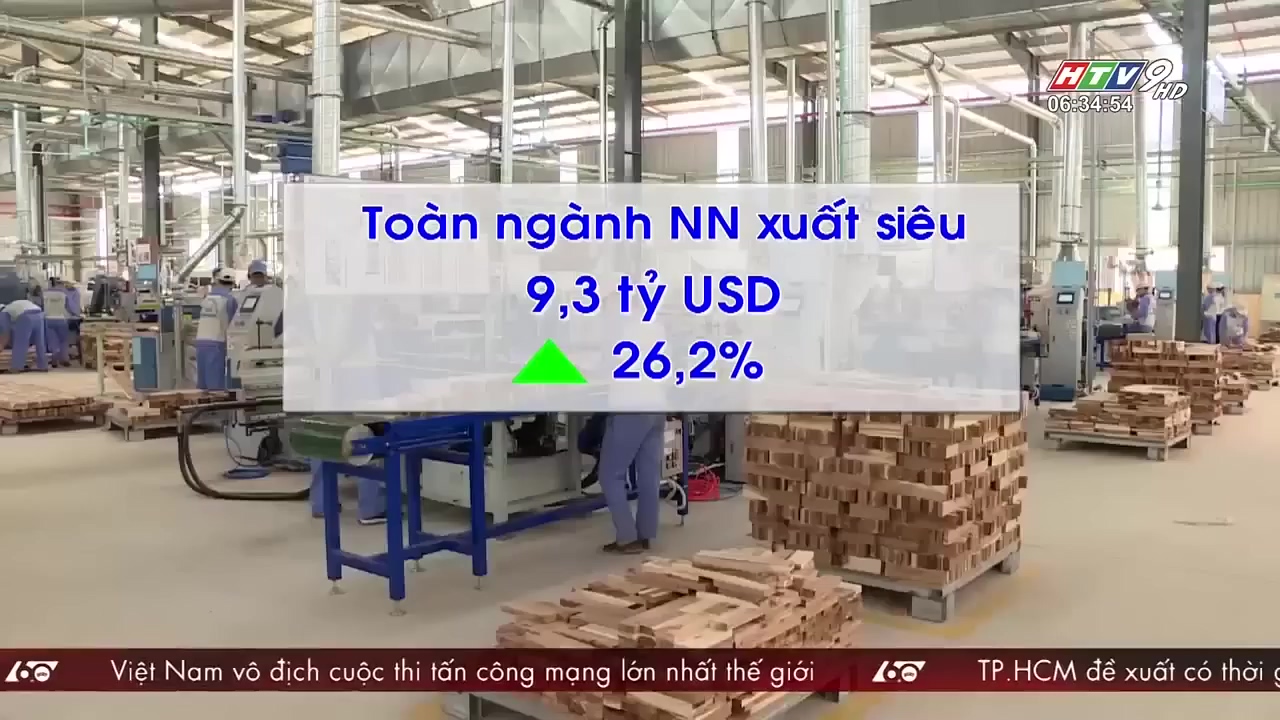 HTV9 HD
06:34:54
Toàn ngành NN xuất siêu
9,3 tỷ USD
26,2%
Việt Nam vô địch cuộc thi tấn công mạng lớn nhất thế giới
TP.HCM đề xuất có thời